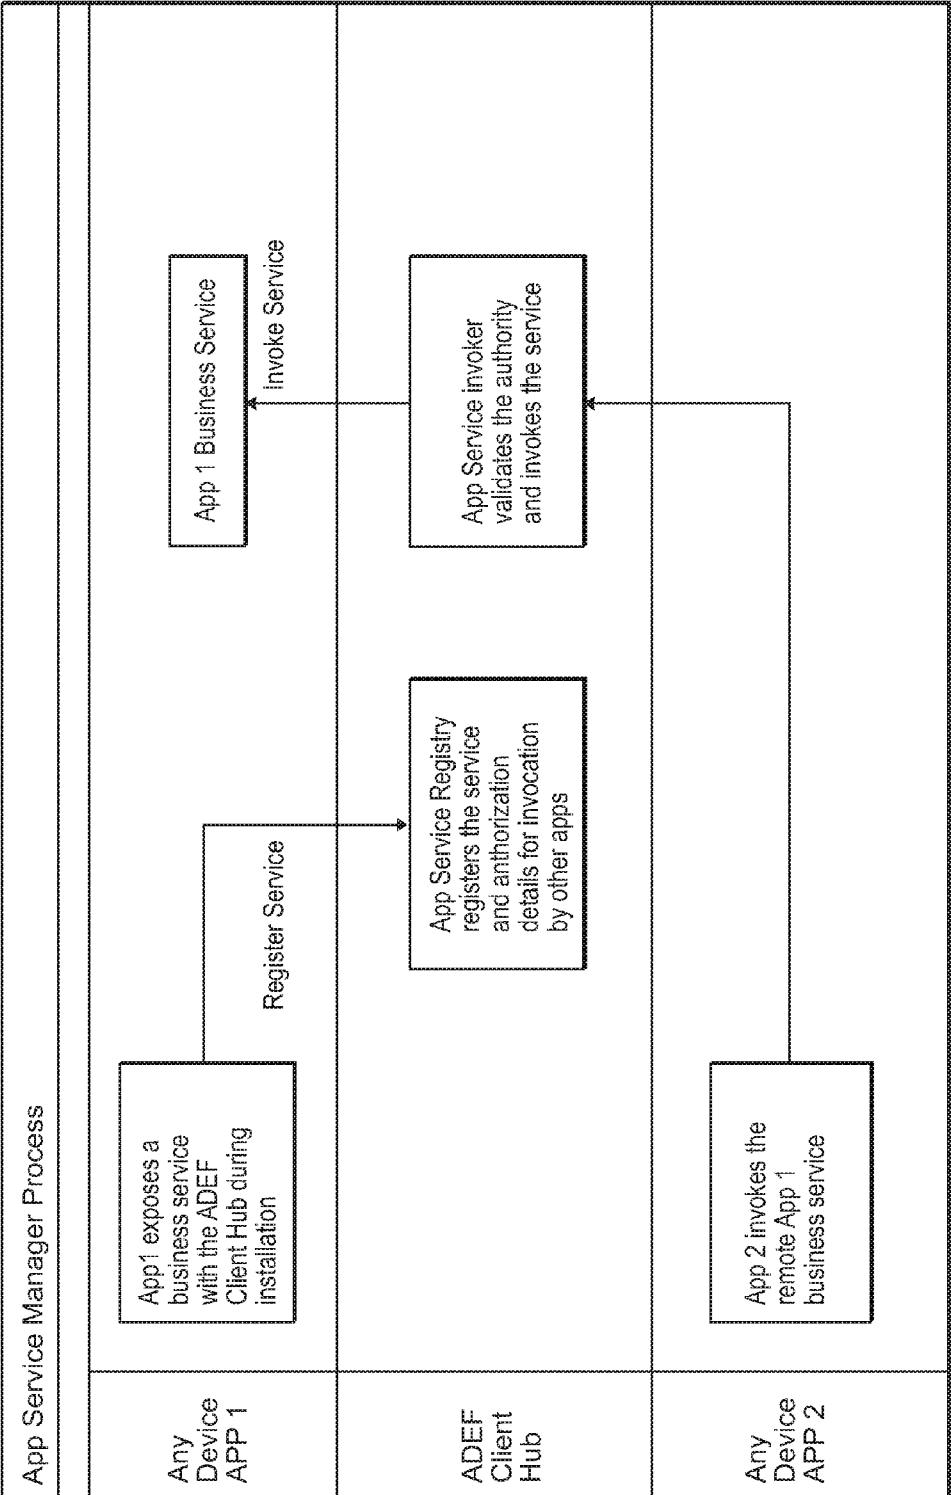 App Service Manager Process
Any
Device
APP 1
App1 exposes a
business service
with the ADEF
Client Hub during
installation
Register Service
App 1 Business Service
Invoke Service
ADEF
Client
Hub
App Service Registry
registers the service
and anthorization
details for invocation
by other apps
App Service invoker
validates the authority
and invokes the service
Any
Device
APP 2
App 2 invokes the
remote App 1
business service